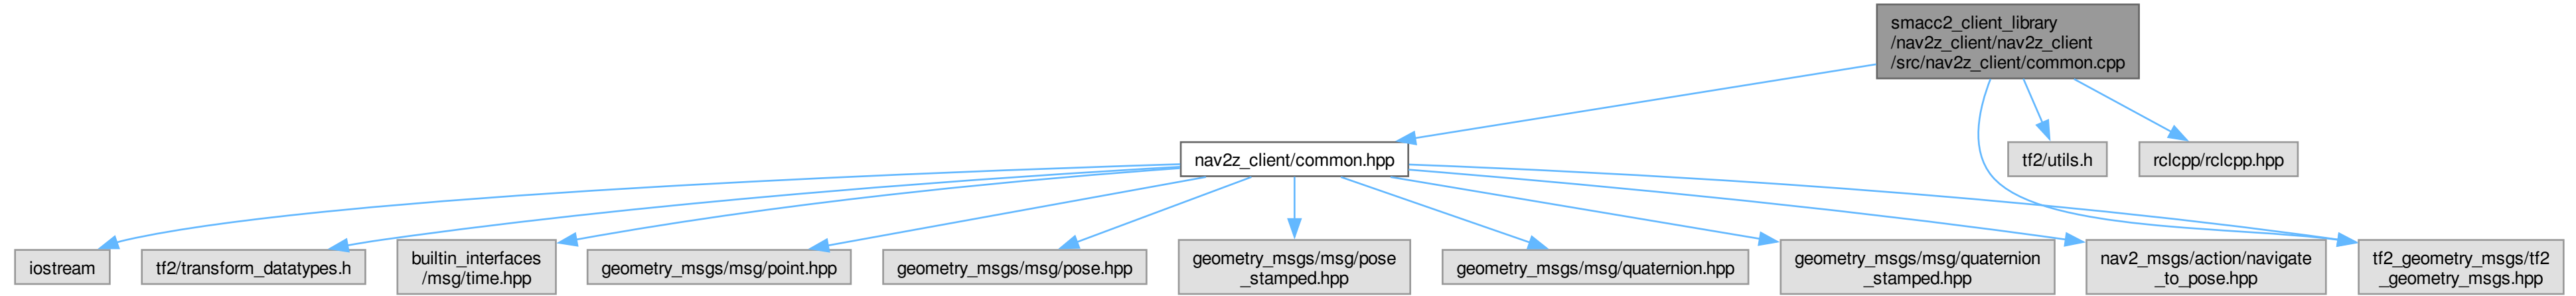 smacc2_client_library
/nav2z_client/nav2z_client
/src/nav2z_client/common.cpp
nav2z_client/common.hpp
tf2/utils.h
rclcpp/rclcpp.hpp
iostream
tf2/transform_datatypes.h
builtin_interfaces
/msg/time.hpp
geometry_msgs/msg/point.hpp
geometry_msgs/msg/pose.hpp
geometry_msgs/msg/pose
_stamped.hpp
geometry_msgs/msg/quaternion.hpp
geometry_msgs/msg/quaternion
_stamped.hpp
nav2_msgs/action/navigate
_to_pose.hpp
tf2_geometry_msgs/tf2
_geometry_msgs.hpp